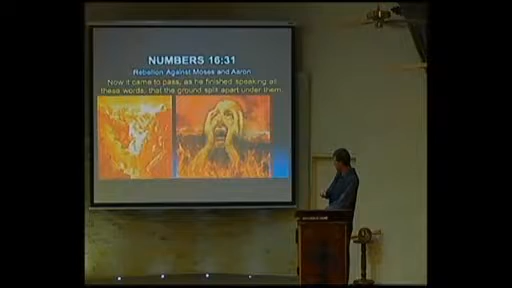 NUMBERS 16:31
Rebellion Against Moses and Aaron
Now it came to pass, as he finished speaking all
these words, that the ground split apart under them